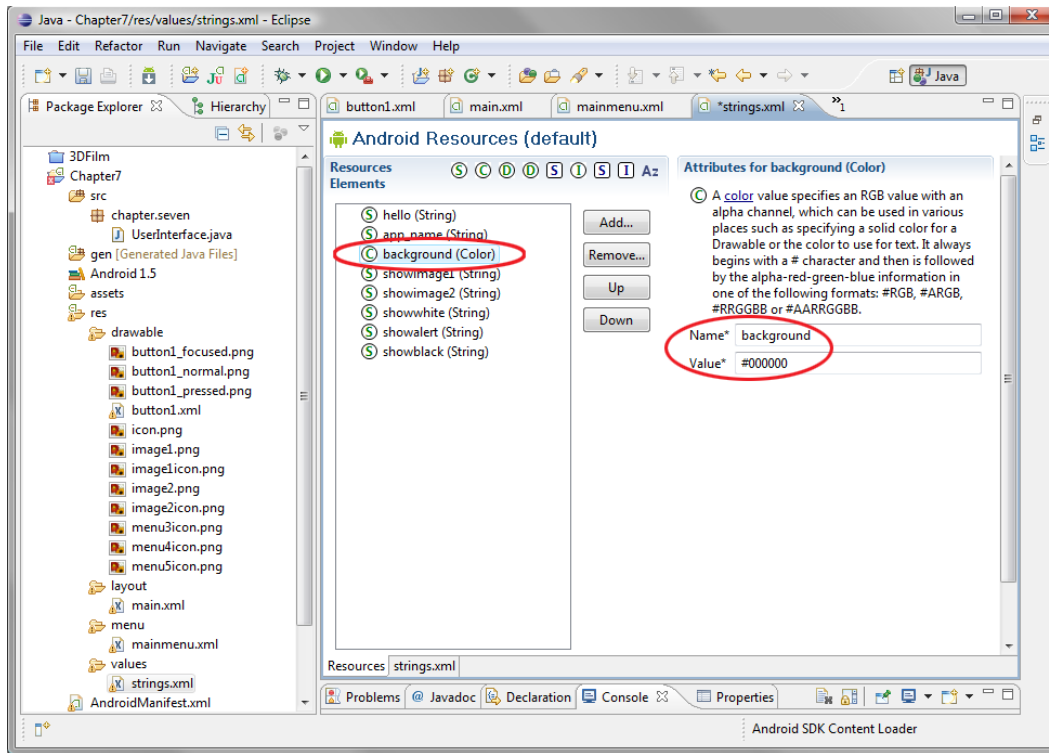 Java - Chapter7/res/values/strings.xml - Eclipse
File Edit Refactor Run Navigate Search Project Window Help
Java
Package Explorer
Hierarchy
button1.xml
main.xml
mainmenu.xml
*strings.xml
»1
3DFilm
Chapter7
src
chapter.seven
UserInterface.java
gen [Generated Java Files]
Android 1.5
assets
res
drawable
button1_focused.png
button1_normal.png
button1_pressed.png
button1.xml
icon.png
image1.png
image1icon.png
image2.png
image2icon.png
menu3icon.png
menu4icon.png
menu5icon.png
layout
main.xml
menu
mainmenu.xml
values
strings.xml
AndroidManifest.xml
Android Resources (default)
Resources Elements
S C D D S I S I Az
S hello (String)
S app_name (String)
C background (Color)
S showimage1 (String)
S showimage2 (String)
S showwhite (String)
S showalert (String)
S showblack (String)
Add...
Remove...
Up
Down
Attributes for background (Color)
C A color value specifies an RGB value with an
alpha channel, which can be used in various
places such as specifying a solid color for a
Drawable or the color to use for text. It always
begins with a # character and then is followed
by the alpha-red-green-blue information in
one of the following formats: #RGB, #ARGB,
#RRGGBB or #AARRGGBB.
Name* background
Value* #000000
Resources strings.xml
Problems @ Javadoc Declaration Console Properties
Android SDK Content Loader